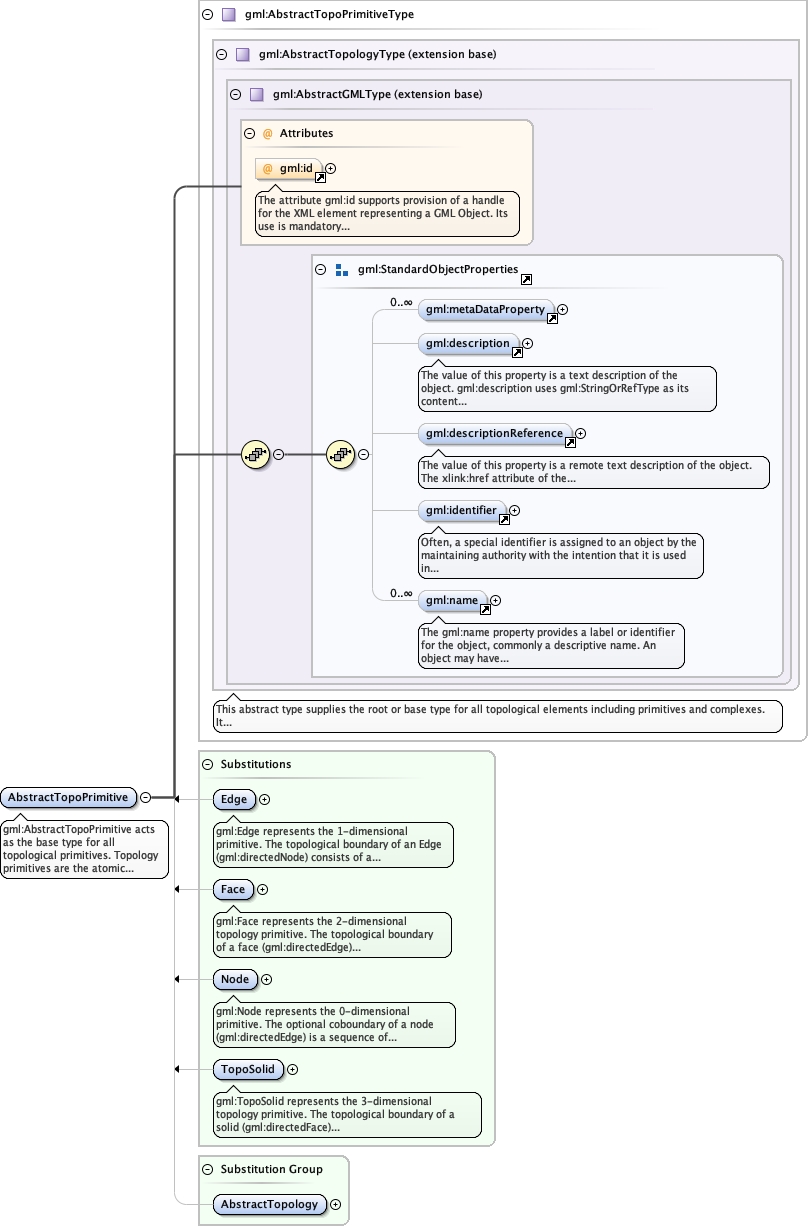 gml:AbstractTopoPrimitiveType
gml:AbstractTopologyType (extension base)
gml:AbstractGMLType (extension base)
@ Attributes
@ gml:id
The attribute gml:id supports provision of a handle
for the XML element representing a GML Object. Its
use is mandatory...
gml:StandardObjectProperties
0..∞
gml:metaDataProperty
gml:description
The value of this property is a text description of the
object. gml:description uses gml:StringOrRefType as its
content...
gml:descriptionReference
The value of this property is a remote text description of the object.
The xlink:href attribute of the...
gml:identifier
Often, a special identifier is assigned to an object by the
maintaining authority with the intention that it is used
in...
0..∞
gml:name
The gml:name property provides a label or identifier
for the object, commonly a descriptive name. An
object may have...
This abstract type supplies the root or base type for all topological elements including primitives and complexes.
It...
AbstractTopoPrimitive
gml:AbstractTopoPrimitive acts
as the base type for all
topological primitives. Topology
primitives are the atomic...
Substitutions
Edge
gml:Edge represents the 1-dimensional
primitive. The topological boundary of an Edge
(gml:directedNode) consists of a...
Face
gml:Face represents the 2-dimensional
topology primitive. The topological boundary
of a face (gml:directedEdge)...
Node
gml:Node represents the 0-dimensional
primitive. The optional coboundary of a node
(gml:directedEdge) is a sequence of...
TopoSolid
gml:TopoSolid represents the 3-dimensional
topology primitive. The topological boundary of a
solid (gml:directedFace)...
Substitution Group
AbstractTopology